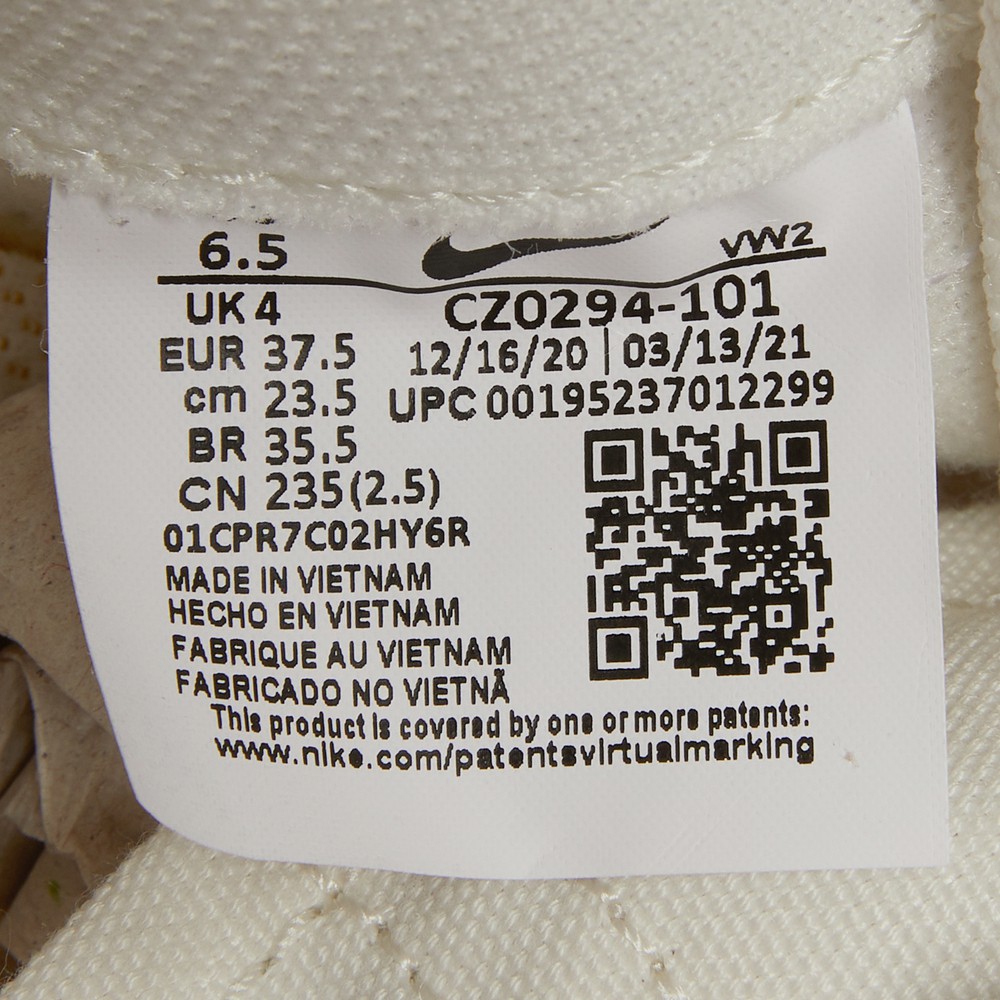 6.5
VW2
UK 4
CZ0294-101
EUR 37.5
12/16/20 | 03/13/21
cm 23.5
UPC 00195237012299
BR 35.5
CN 235(2.5)
01CPR7C02HY6R
MADE IN VIETNAM
HECHO EN VIETNAM
FABRIQUE AU VIETNAM
FABRICADO NO VIETNÃ
This product is covered by one or more patents:
www.nike.com/patentsvirtualmarking